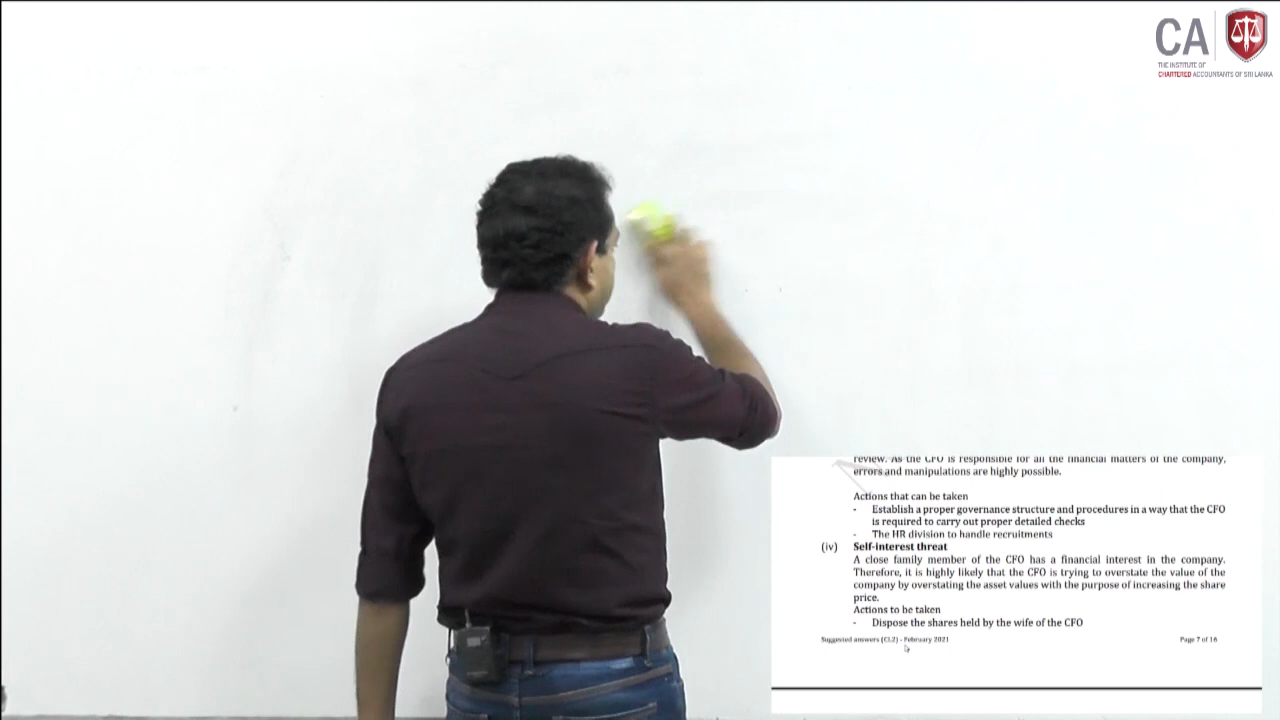 CA
THE INSTITUTE OF
CHARTERED ACCOUNTANTS OF SRI LANKA
review. As the CFO is responsible for all the financial matters of the company,
errors and manipulations are highly possible.
Actions that can be taken
- Establish a proper governance structure and procedures in a way that the CFO
is required to carry out proper detailed checks
- The HR division to handle recruitments
(iv) Self-interest threat
A close family member of the CFO has a financial interest in the company.
Therefore, it is highly likely that the CFO is trying to overstate the value of the
company by overstating the asset values with the purpose of increasing the share
price.
Actions to be taken
- Dispose the shares held by the wife of the CFO
Suggested answers (CL2) - February 2021 Page 7 of 16